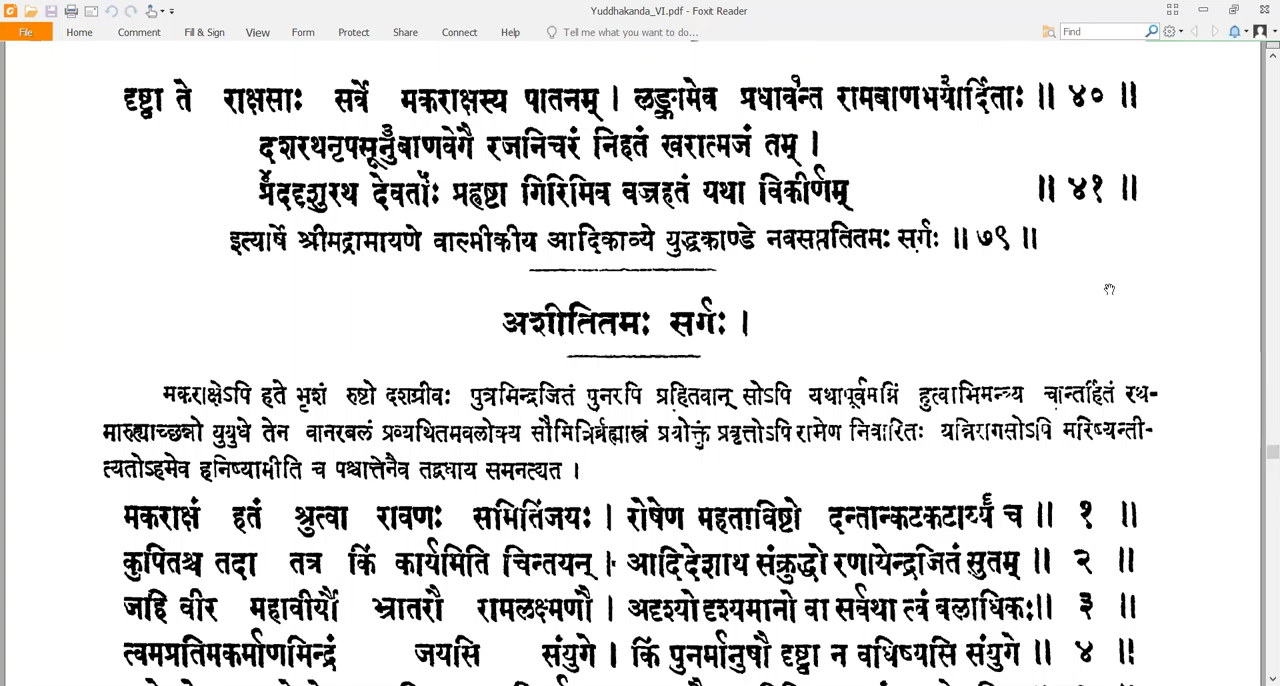 Yuddhakanda_VI.pdf - Foxit Reader
File Home Comment Fill & Sign View Form Protect Share Connect Help Tell me what you want to do... Find
दृष्ट्वा ते राक्षसाः सर्वे मकराक्षस्य पातनम् । लङ्कामेव प्रधावन्त रामबाणभयार्दिताः ॥ ४० ॥
दशरथनृपसूनुबाणवेगै रजनिचरं निहतं खरात्मजं तम् ।
प्रददृशुरथ देवताः प्रहृष्टा गिरिमिव वज्रहतं यथा विकीर्णम् ॥ ४१ ॥
इत्यार्षे श्रीमद्रामायणे वाल्मीकीय आदिकाव्ये युद्धकाण्डे नवसप्ततितमः सर्गः ॥ ७९ ॥
अशीतितमः सर्गः ।
मकराक्षेऽपि हते भृशं रुष्टो दशग्रीवः पुत्रमिन्द्रजितं पुनरपि प्रहितवान् सोऽपि यथापूर्वमग्निं हुत्वाभिमन्त्र्य चान्तर्हितं रथ-
मारुह्याच्छन्नो युयुधे तेन वानरबलं प्रव्यथितमवलोक्य सौमित्रिर्ब्रह्मास्त्रं प्रयोक्तुं प्रवृत्तोऽपि रामेण निवारितः यन्निरागसोऽपि मरिष्यन्ती-
त्यतोऽहमेव हनिष्यामीति च पश्चात्तेनैव तद्वधाय समनत्यत ।
मकराक्षं हतं श्रुत्वा रावणः समितिंजयः । रोषेण महताविष्टो दन्तान्कटकटाय्य च ॥ १ ॥
कुपितश्च तदा तत्र किं कार्यमिति चिन्तयन् । आदिदेशाथ संक्रुद्धो रणायेन्द्रजितं सुतम् ॥ २ ॥
जहि वीर महावीर्यौ भ्रातरौ रामलक्ष्मणौ । अदृश्यो दृश्यमानो वा सर्वथा त्वं बलाधिकः ॥ ३ ॥
त्वमप्रतिमकर्माणमिन्द्रं जयसि संयुगे । किं पुनर्मानुषौ दृष्ट्वा न वधिष्यसि संयुगे ॥ ४ ॥